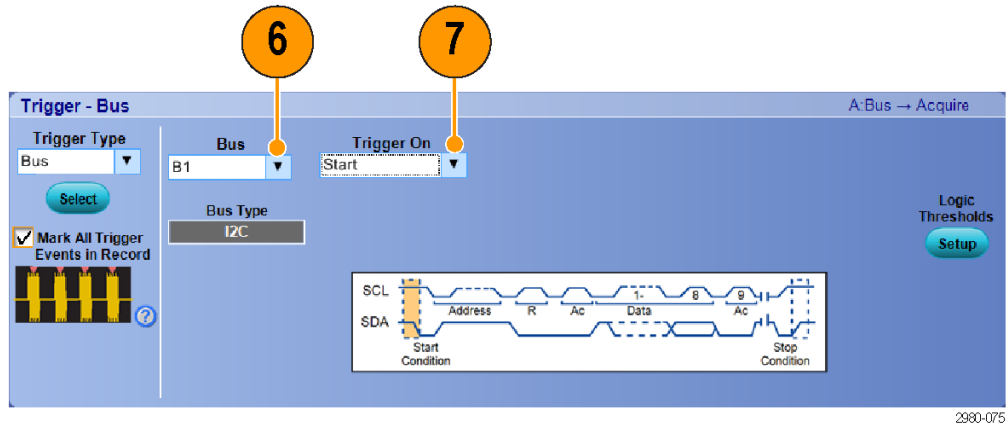 6 7
Trigger - Bus A:Bus → Acquire
Trigger Type
Bus ▼
Select
Mark All Trigger
Events in Record
?
Bus
B1 ▼
Trigger On
Start ▼
Bus Type
I2C
Logic
Thresholds
Setup
SCL 1- 8 9
Address R Ac Data Ac
SDA
Start
Condition
Stop
Condition
2980-075